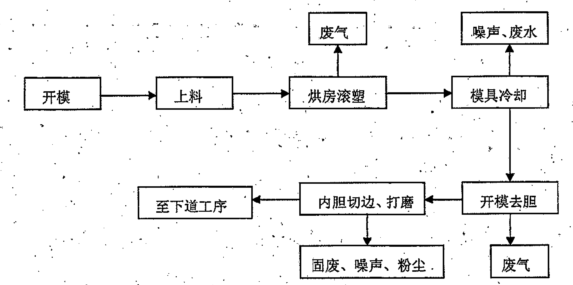 废气
噪声、废水
开模
上料
烘房滚塑
模具冷却
至下道工序
内胆切边、打磨
开模去胆
固废、噪声、粉尘
废气